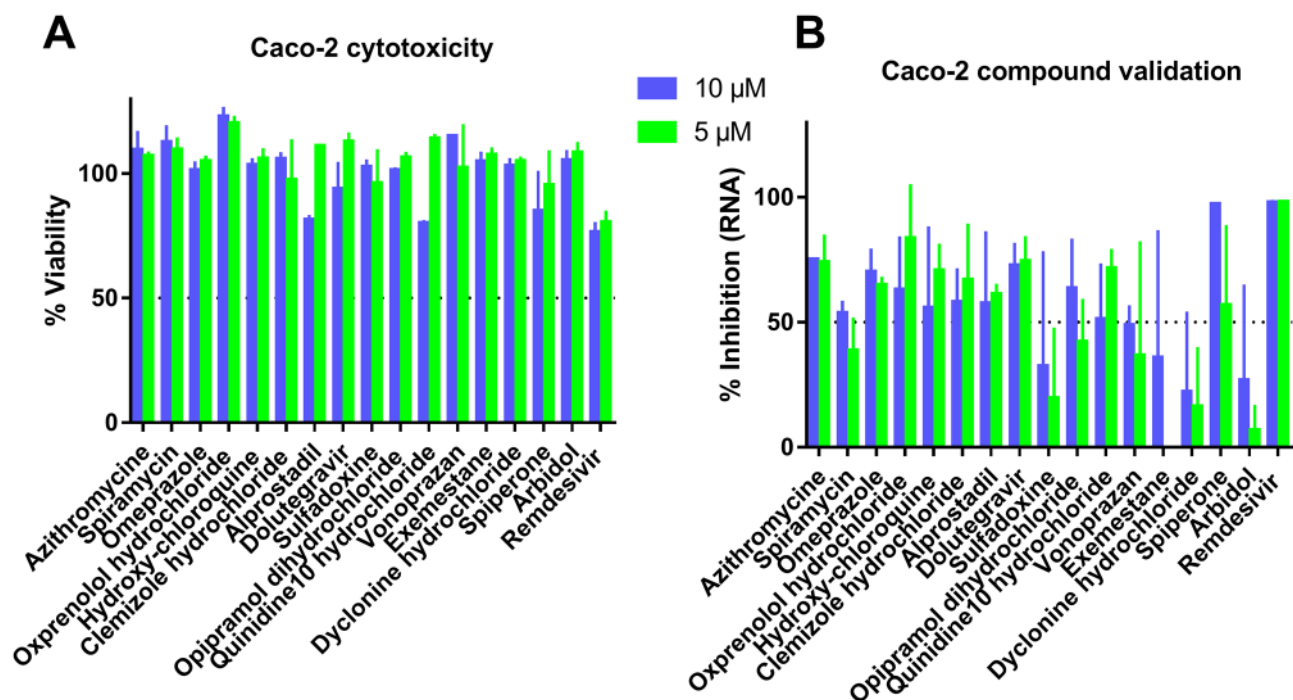 A
Caco-2 cytotoxicity
% Viability
100
50
0
Azithromycine
Spiramycin
Omeprazole
Oxprenolol hydrochloride
Hydroxy-chloroquine
Clemizole hydrochloride
Alprostadil
Dolutegravir
Sulfadoxine
Opipramol dihydrochloride
Quinidine10 hydrochloride
Vonoprazan
Exemestane
Dyclonine hydrochloride
Spiperone
Arbidol
Remdesivir
10 µM
5 µM
B
Caco-2 compound validation
% Inhibition (RNA)
100
50
0
Azithromycine
Spiramycin
Omeprazole
Oxprenolol hydrochloride
Hydroxy-chloroquine
Clemizole hydrochloride
Alprostadil
Dolutegravir
Sulfadoxine
Opipramol dihydrochloride
Quinidine10 hydrochloride
Vonoprazan
Exemestane
Dyclonine hydrochloride
Spiperone
Arbidol
Remdesivir